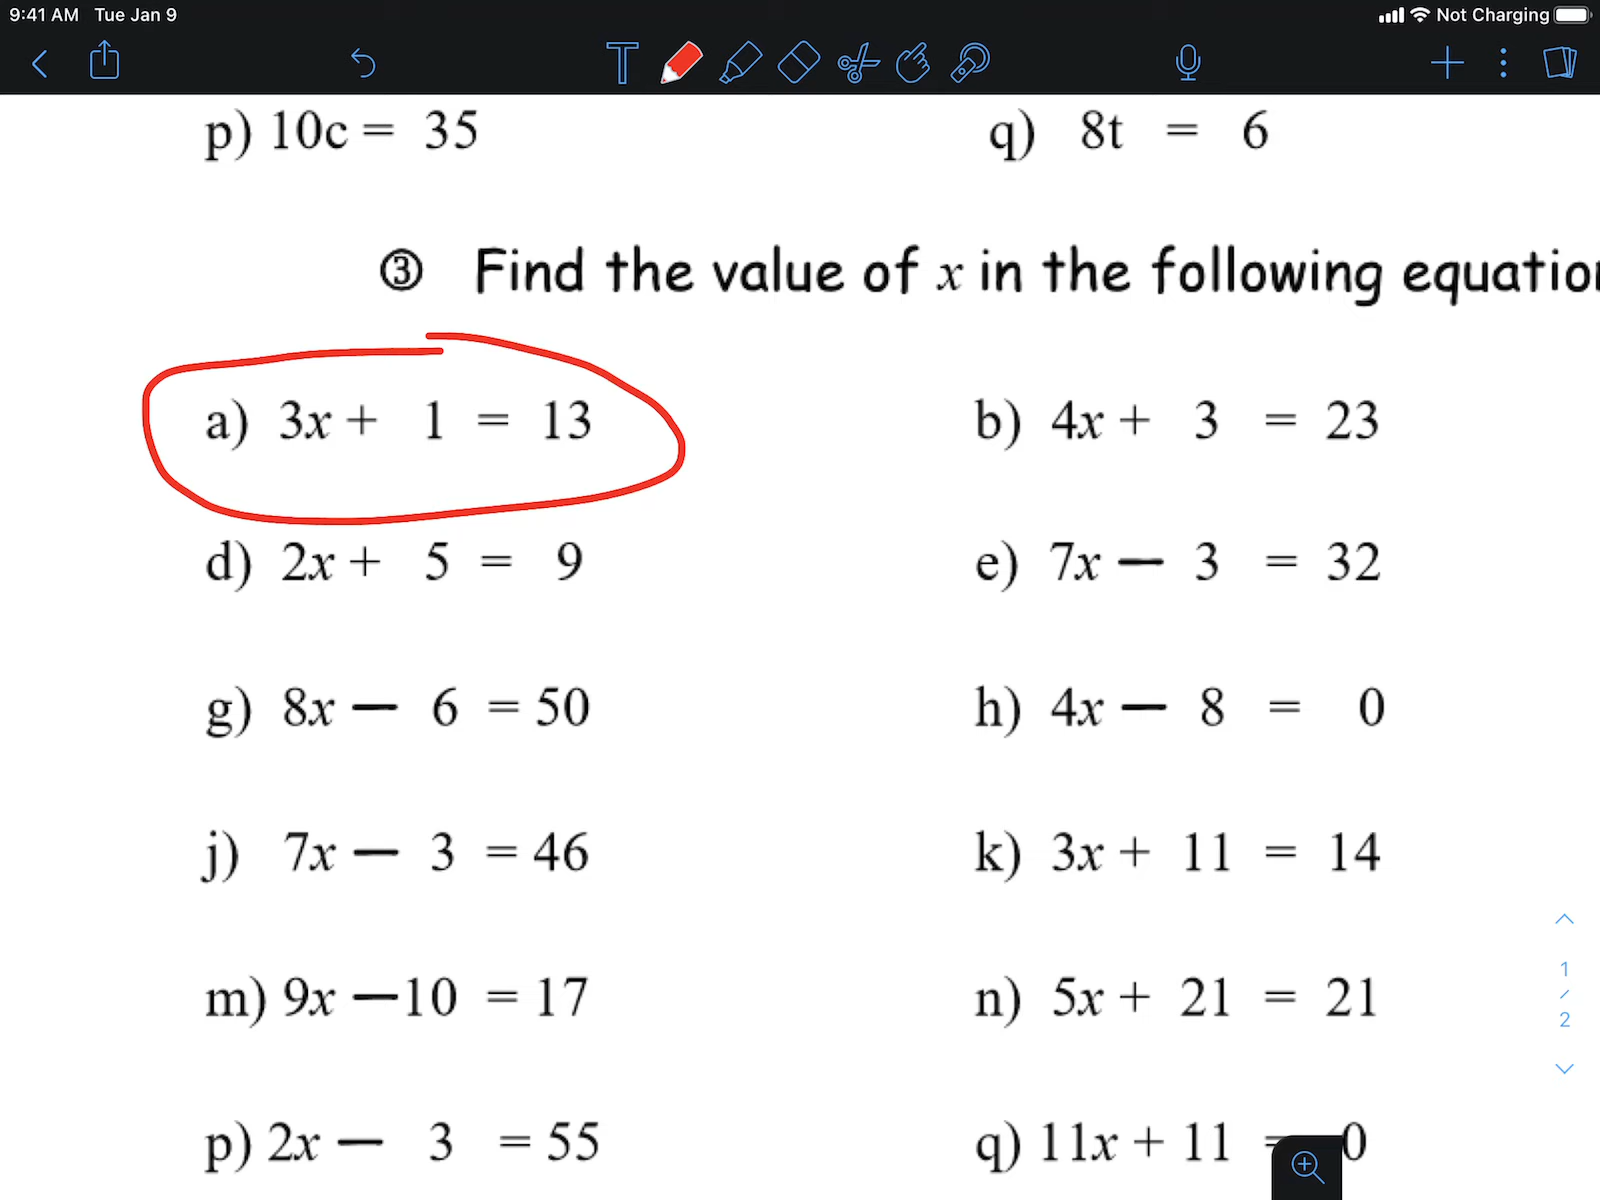 9:41 AM Tue Jan 9 Not Charging
p) 10c = 35 q) 8t = 6
③ Find the value of x in the following equatio
a) 3x + 1 = 13 b) 4x + 3 = 23
d) 2x + 5 = 9 e) 7x − 3 = 32
g) 8x − 6 = 50 h) 4x − 8 = 0
j) 7x − 3 = 46 k) 3x + 11 = 14
m) 9x −10 = 17 n) 5x + 21 = 21
p) 2x − 3 = 55 q) 11x + 11 = 0
1
/
2